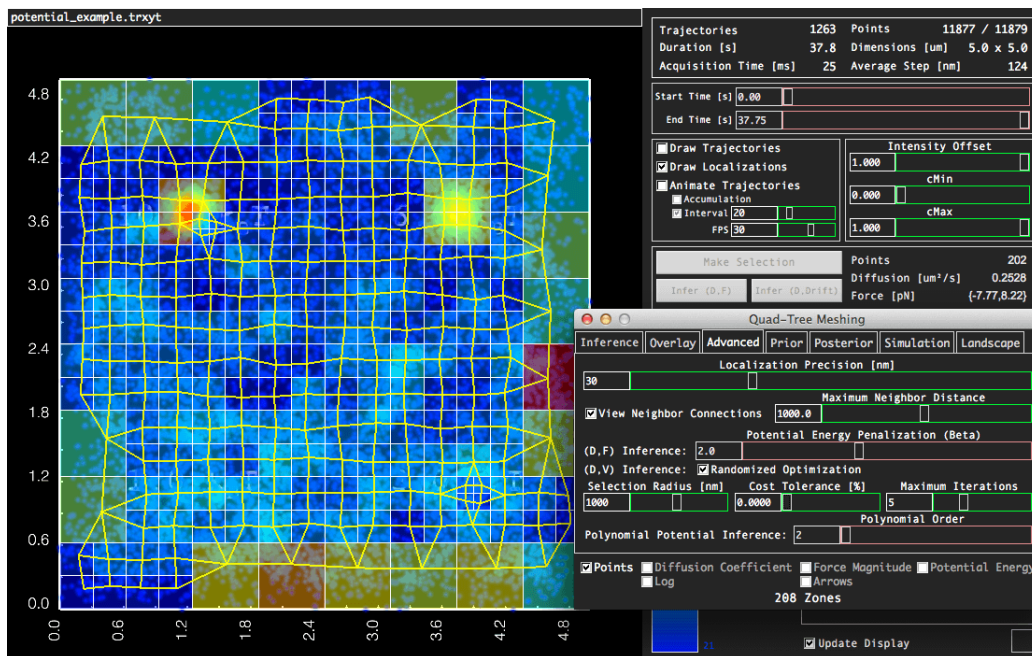 potential_example.trxyt
Trajectories 1263 Points 11877 / 11879
Duration [s] 37.8 Dimensions [um] 5.0 x 5.0
Acquisition Time [ms] 25 Average Step [nm] 124
Start Time [s] 0.00
End Time [s] 37.75
Draw Trajectories
Draw Localizations
Animate Trajectories
Accumulation
Interval 20
FPS 30
Intensity Offset
1.000
cMin
0.000
cMax
1.000
Make Selection
Infer (D,F) Infer (D,Drift)
Points 202
Diffusion [um²/s] 0.2528
Force [pN] {-7.77,8.22}
Quad-Tree Meshing
Inference Overlay Advanced Prior Posterior Simulation Landscape
Localization Precision [nm]
30
Maximum Neighbor Distance
View Neighbor Connections 1000.0
Potential Energy Penalization (Beta)
(D,F) Inference: 2.0
(D,V) Inference: Randomized Optimization
Selection Radius [nm] Cost Tolerance [%] Maximum Iterations
1000 0.0000 5
Polynomial Order
Polynomial Potential Inference: 2
Points Diffusion Coefficient Force Magnitude Potential Energy
Log Arrows
208 Zones
21
Update Display
4.8
4.2
3.6
3.0
2.4
1.8
1.2
0.6
0.0
0.0 0.6 1.2 1.8 2.4 3.0 3.6 4.2 4.8